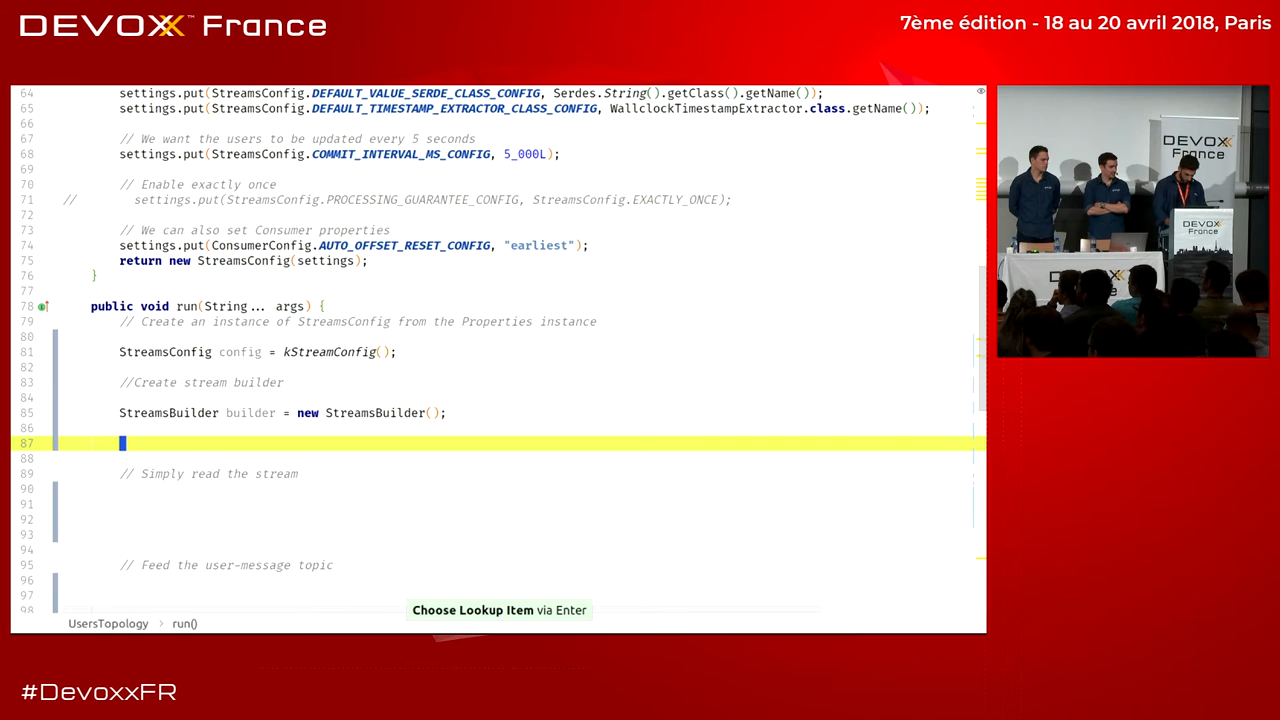 DEVOXX™ France
7ème édition - 18 au 20 avril 2018, Paris
64 settings.put(StreamsConfig.DEFAULT_VALUE_SERDE_CLASS_CONFIG, Serdes.String().getClass().getName());
65 settings.put(StreamsConfig.DEFAULT_TIMESTAMP_EXTRACTOR_CLASS_CONFIG, WallclockTimestampExtractor.class.getName());
66
67 // We want the users to be updated every 5 seconds
68 settings.put(StreamsConfig.COMMIT_INTERVAL_MS_CONFIG, 5_000L);
69
70 // Enable exactly once
71 // settings.put(StreamsConfig.PROCESSING_GUARANTEE_CONFIG, StreamsConfig.EXACTLY_ONCE);
72
73 // We can also set Consumer properties
74 settings.put(ConsumerConfig.AUTO_OFFSET_RESET_CONFIG, "earliest");
75 return new StreamsConfig(settings);
76 }
77
78 public void run(String... args) {
79 // Create an instance of StreamsConfig from the Properties instance
80
81 StreamsConfig config = kStreamConfig();
82
83 //Create stream builder
84
85 StreamsBuilder builder = new StreamsBuilder();
86
87
88
89 // Simply read the stream
90
91
92
93
94
95 // Feed the user-message topic
96
97
98
Choose Lookup Item via Enter
UsersTopology > run()
DEVOXX
France
DEVOXX
France
#DevoxxFR